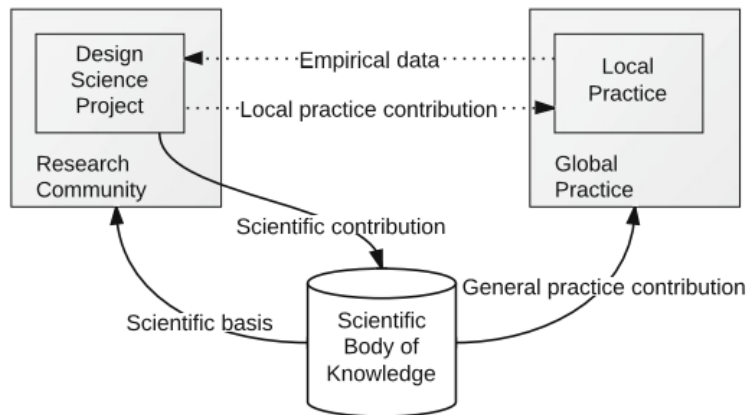 Design
Science
Project
Empirical data
Local
Practice
Local practice contribution
Research
Community
Global
Practice
Scientific contribution
General practice contribution
Scientific basis
Scientific
Body of
Knowledge